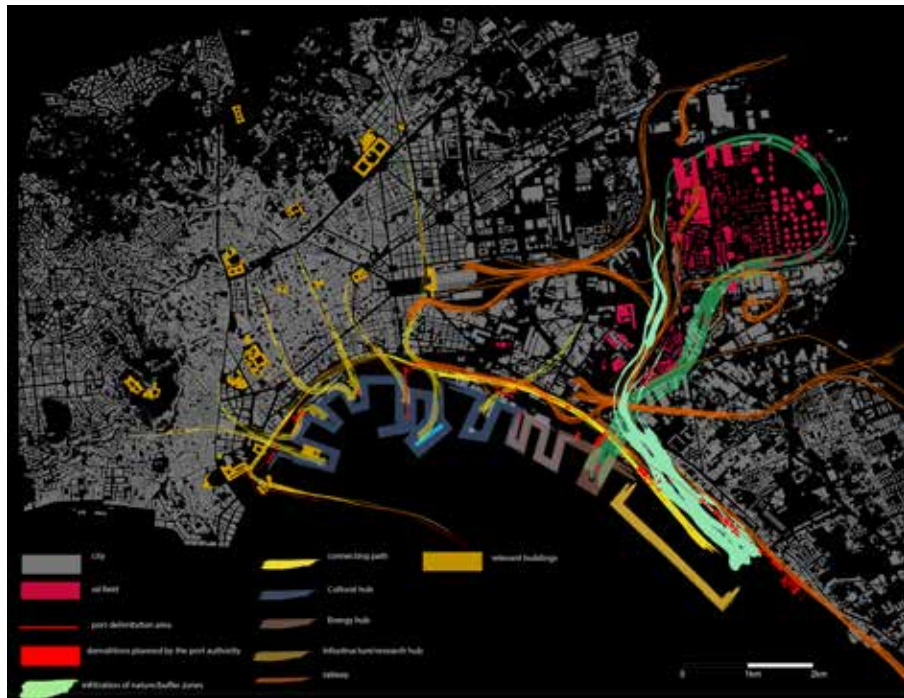 city
oil field
port delimitation area
demolitions planned by the port authority
infiltration of nature/buffer zones
connecting path
Cultural hub
Energy hub
infrastructure/research hub
railway
relevant buildings
0 1km 2km